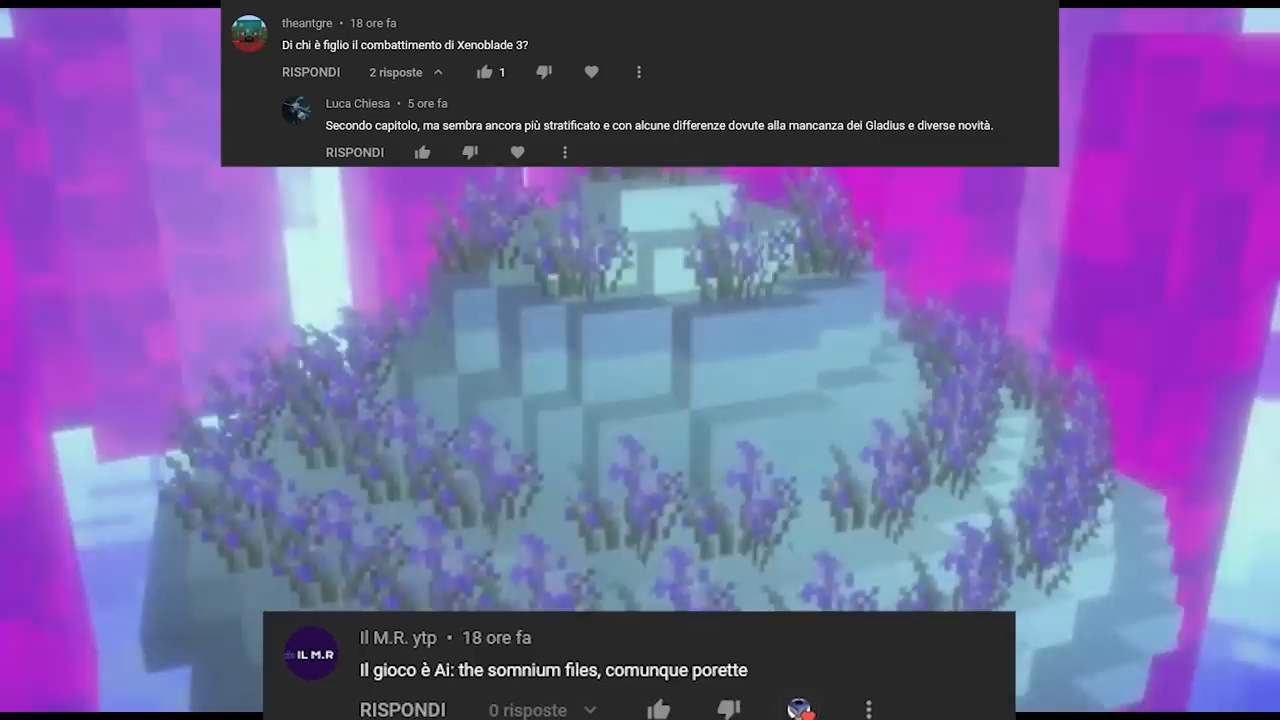 theantgre • 18 ore fa
Di chi è figlio il combattimento di Xenoblade 3?
RISPONDI 2 risposte 1
Luca Chiesa • 5 ore fa
Secondo capitolo, ma sembra ancora più stratificato e con alcune differenze dovute alla mancanza dei Gladius e diverse novità.
RISPONDI
IL M.R
Il M.R. ytp • 18 ore fa
Il gioco è Ai: the somnium files, comunque porette
RISPONDI 0 risposte